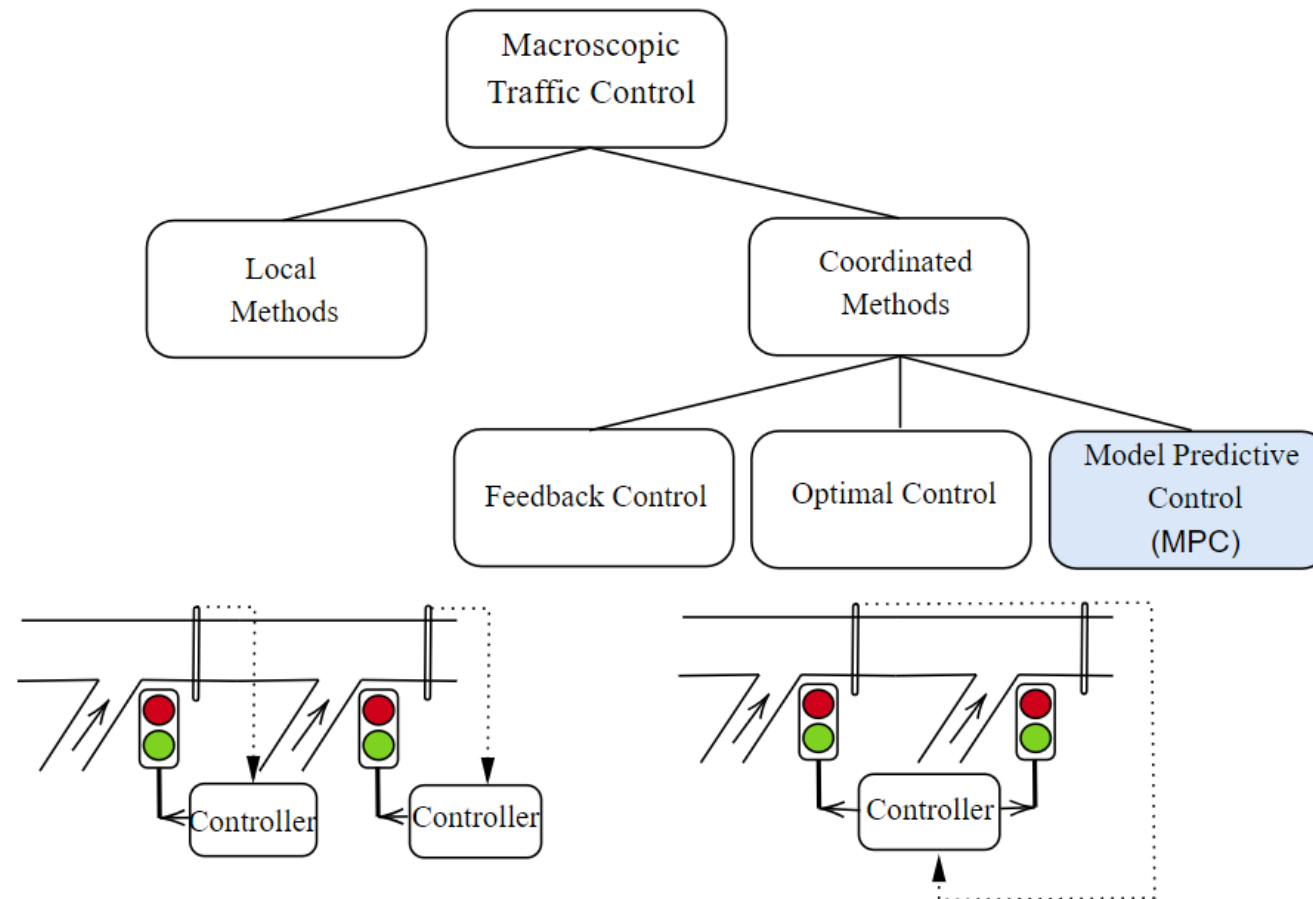 Macroscopic
Traffic Control
Local
Methods
Coordinated
Methods
Feedback Control
Optimal Control
Model Predictive
Control
(MPC)
Controller
Controller
Controller